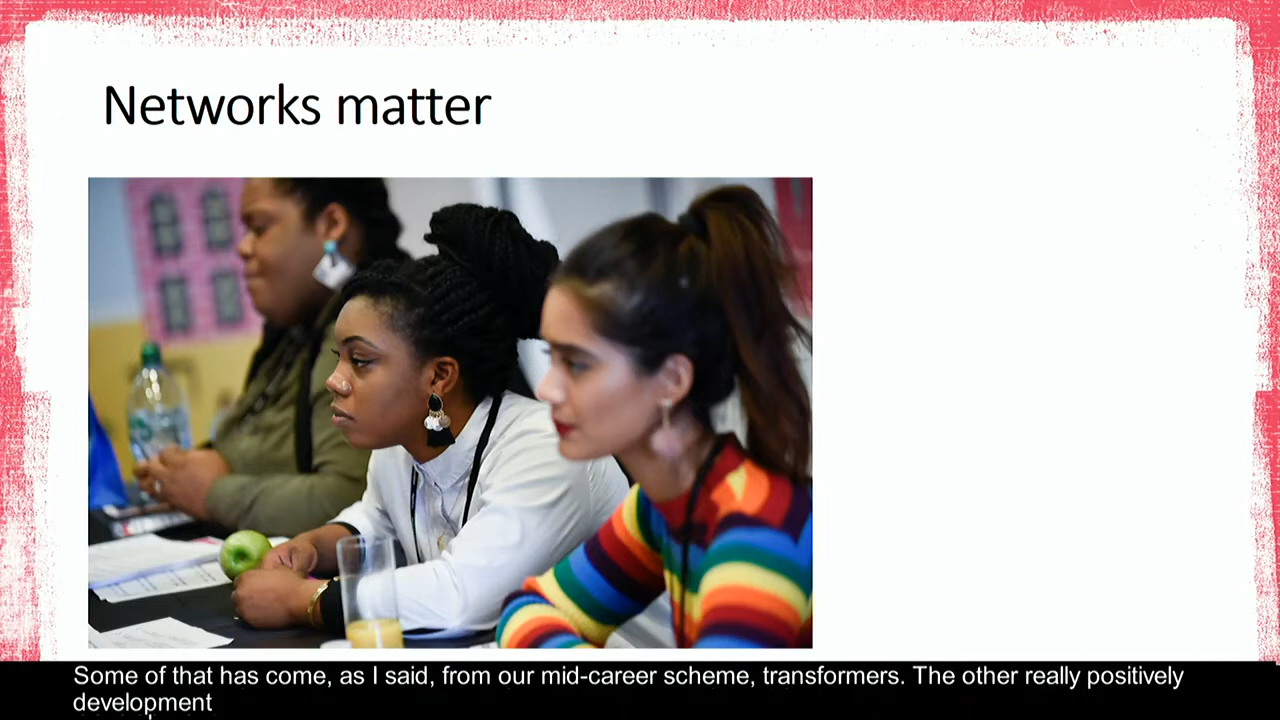 Networks matter
Some of that has come, as I said, from our mid-career scheme, transformers. The other really positively
development